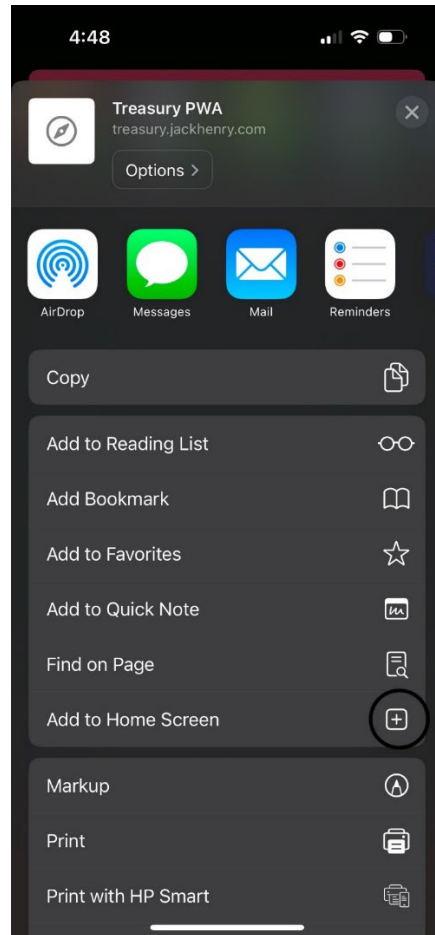 4:48
Treasury PWA
treasury.jackhenry.com
Options >
AirDrop
Messages
Mail
Reminders
Copy
Add to Reading List
Add Bookmark
Add to Favorites
Add to Quick Note
Find on Page
Add to Home Screen
Markup
Print
Print with HP Smart